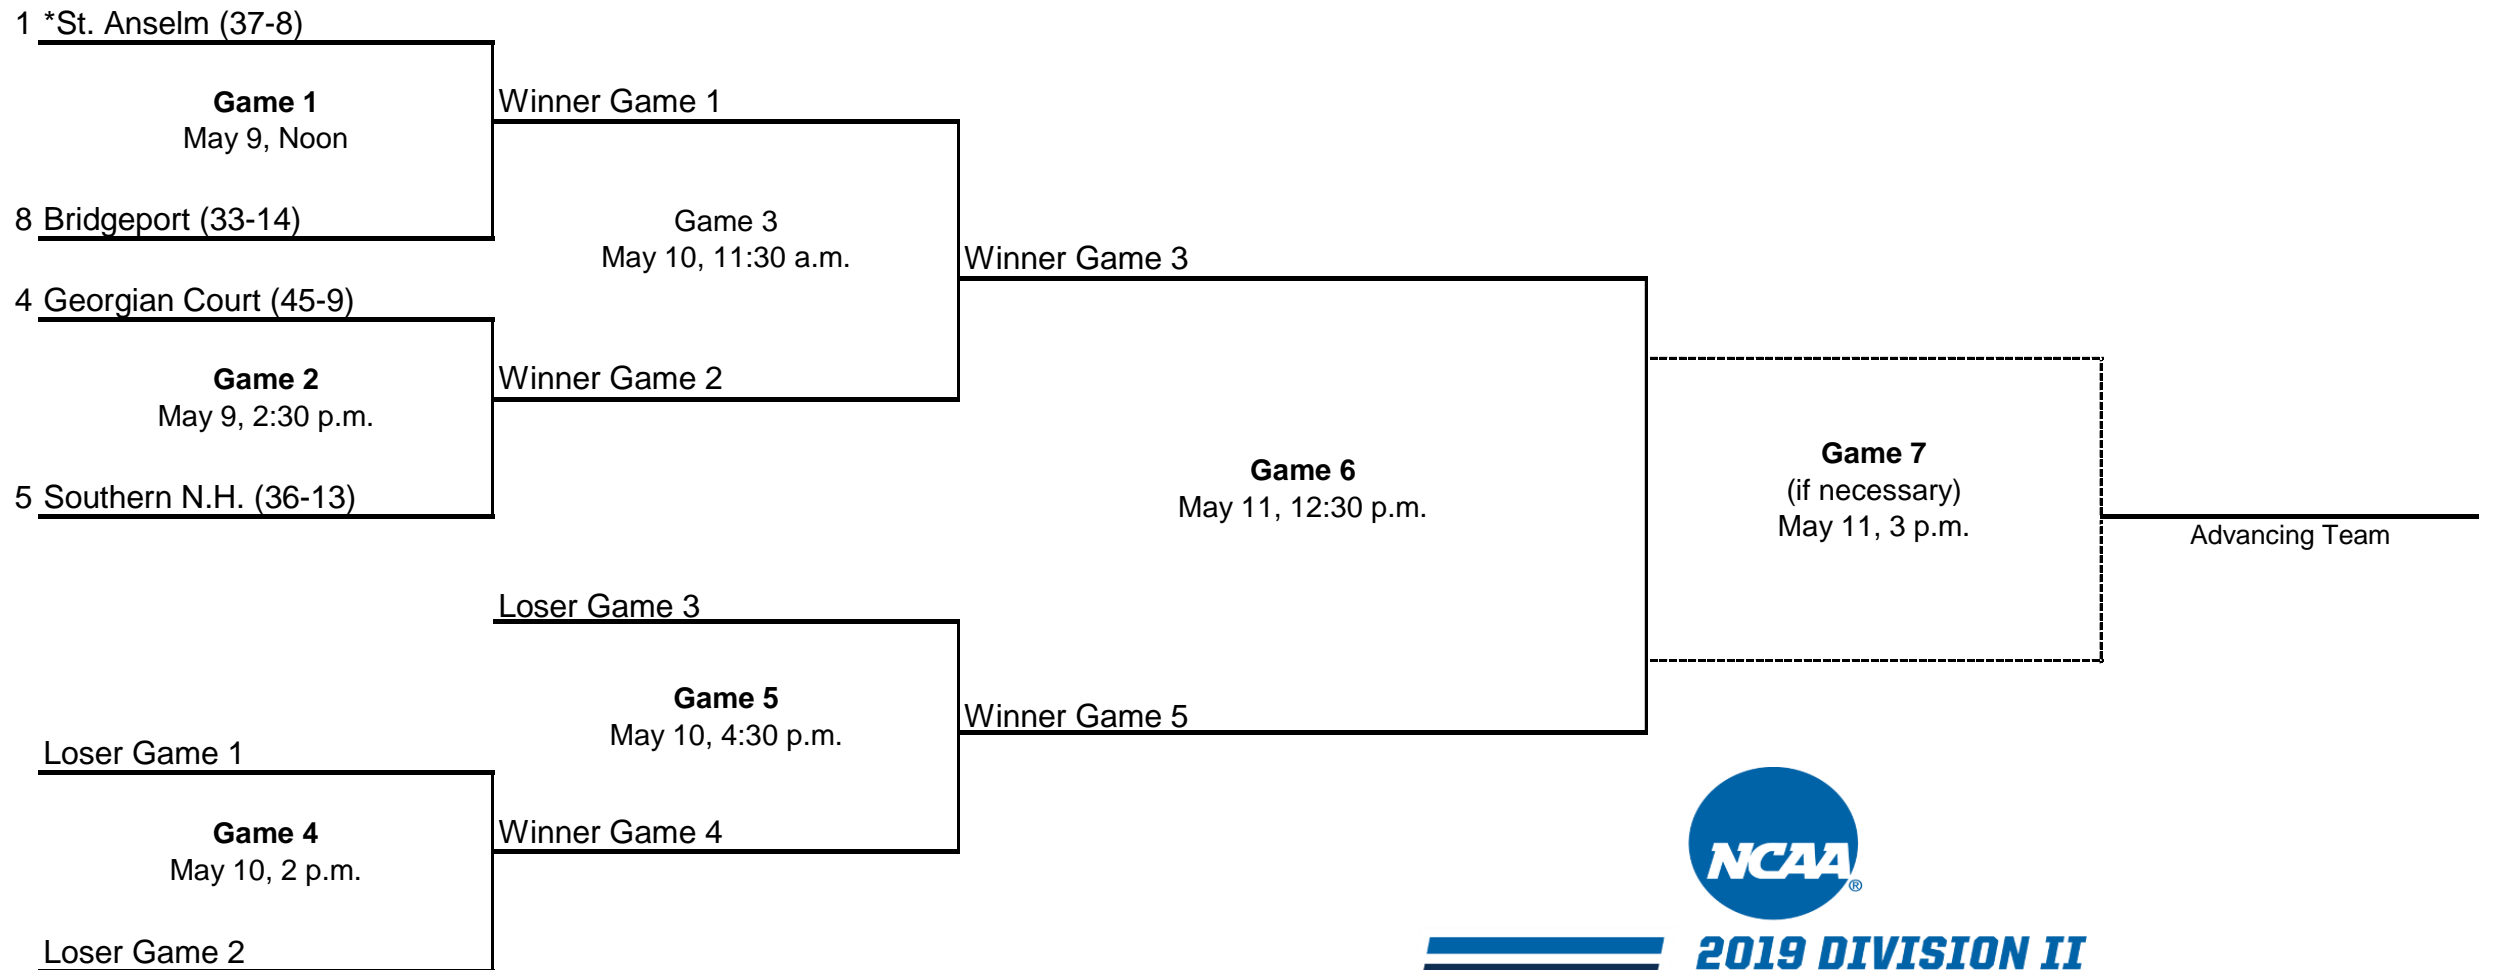 1 *St. Anselm (37-8)
Game 1
May 9, Noon
Winner Game 1
8 Bridgeport (33-14)
Game 3
May 10, 11:30 a.m.
Winner Game 3
4 Georgian Court (45-9)
Game 2
May 9, 2:30 p.m.
Winner Game 2
5 Southern N.H. (36-13)
Game 6
May 11, 12:30 p.m.
Game 7
(if necessary)
May 11, 3 p.m.
Advancing Team
Loser Game 3
Game 5
May 10, 4:30 p.m.
Winner Game 5
Loser Game 1
Game 4
May 10, 2 p.m.
Winner Game 4
Loser Game 2
NCAA®
2019 DIVISION II